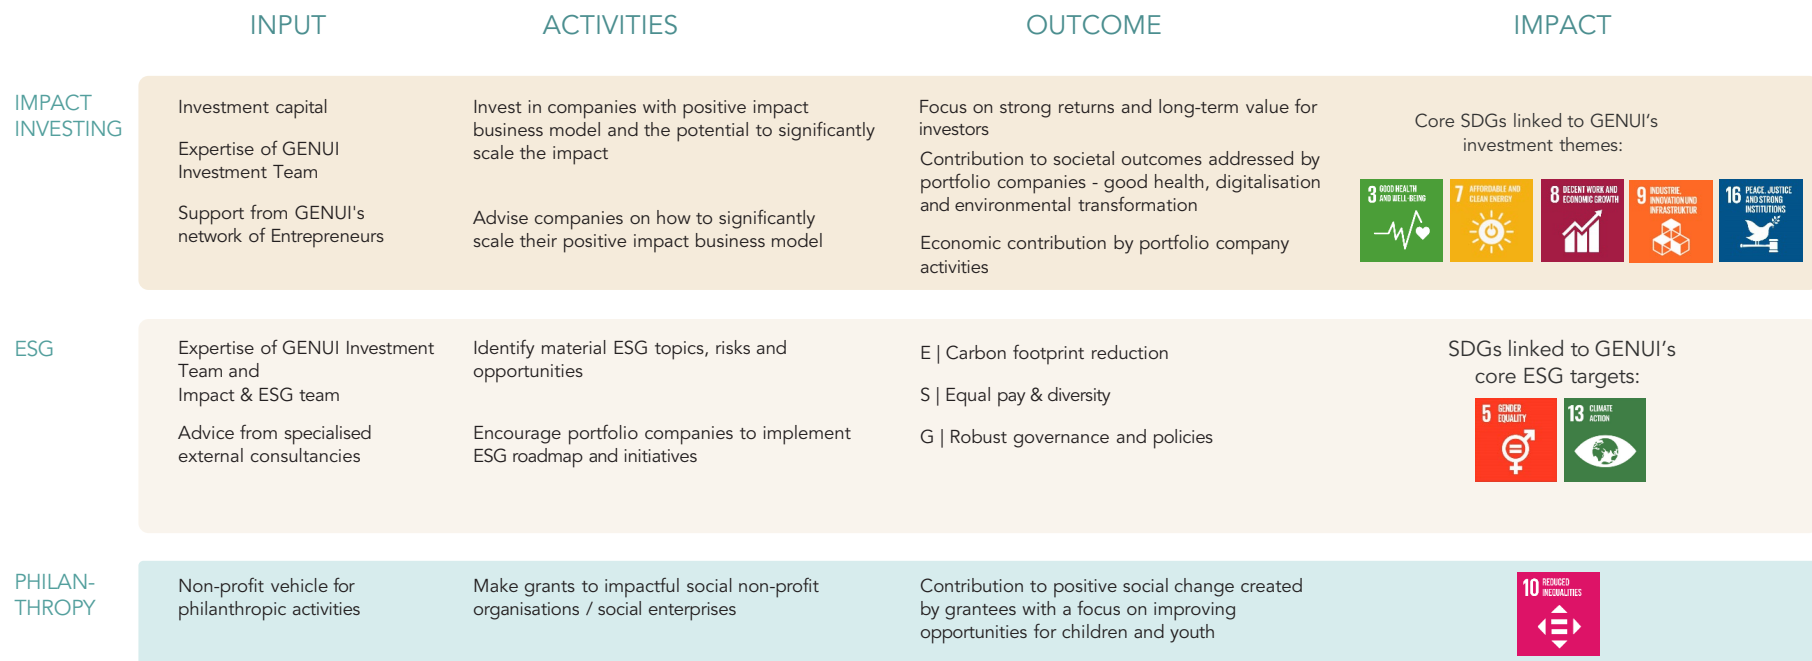 INPUT
ACTIVITIES
OUTCOME
IMPACT
IMPACT
INVESTING
Investment capital
Expertise of GENUI
Investment Team
Support from GENUI's
network of Entrepreneurs
Invest in companies with positive impact
business model and the potential to significantly
scale the impact
Advise companies on how to significantly
scale their positive impact business model
Focus on strong returns and long-term value for
investors
Contribution to societal outcomes addressed by
portfolio companies - good health, digitalisation
and environmental transformation
Economic contribution by portfolio company
activities
Core SDGs linked to GENUI's
investment themes:
3 GOOD HEALTH
AND WELL-BEING
7 AFFORDABLE AND
CLEAN ENERGY
8 DECENT WORK AND
ECONOMIC GROWTH
9 INDUSTRIE,
INNOVATION UND
INFRASTRUKTUR
16 PEACE, JUSTICE
AND STRONG
INSTITUTIONS
ESG
Expertise of GENUI Investment
Team and
Impact & ESG team
Advice from specialised
external consultancies
Identify material ESG topics, risks and
opportunities
Encourage portfolio companies to implement
ESG roadmap and initiatives
E | Carbon footprint reduction
S | Equal pay & diversity
G | Robust governance and policies
SDGs linked to GENUI's
core ESG targets:
5 GENDER
EQUALITY
13 CLIMATE
ACTION
PHILAN-
THROPY
Non-profit vehicle for
philanthropic activities
Make grants to impactful social non-profit
organisations / social enterprises
Contribution to positive social change created
by grantees with a focus on improving
opportunities for children and youth
10 REDUCED
INEQUALITIES